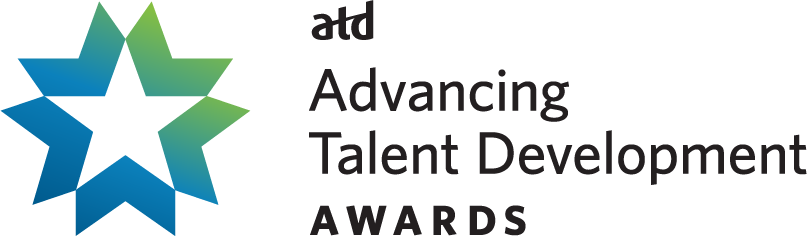 atd
Advancing
Talent Development
AWARDS